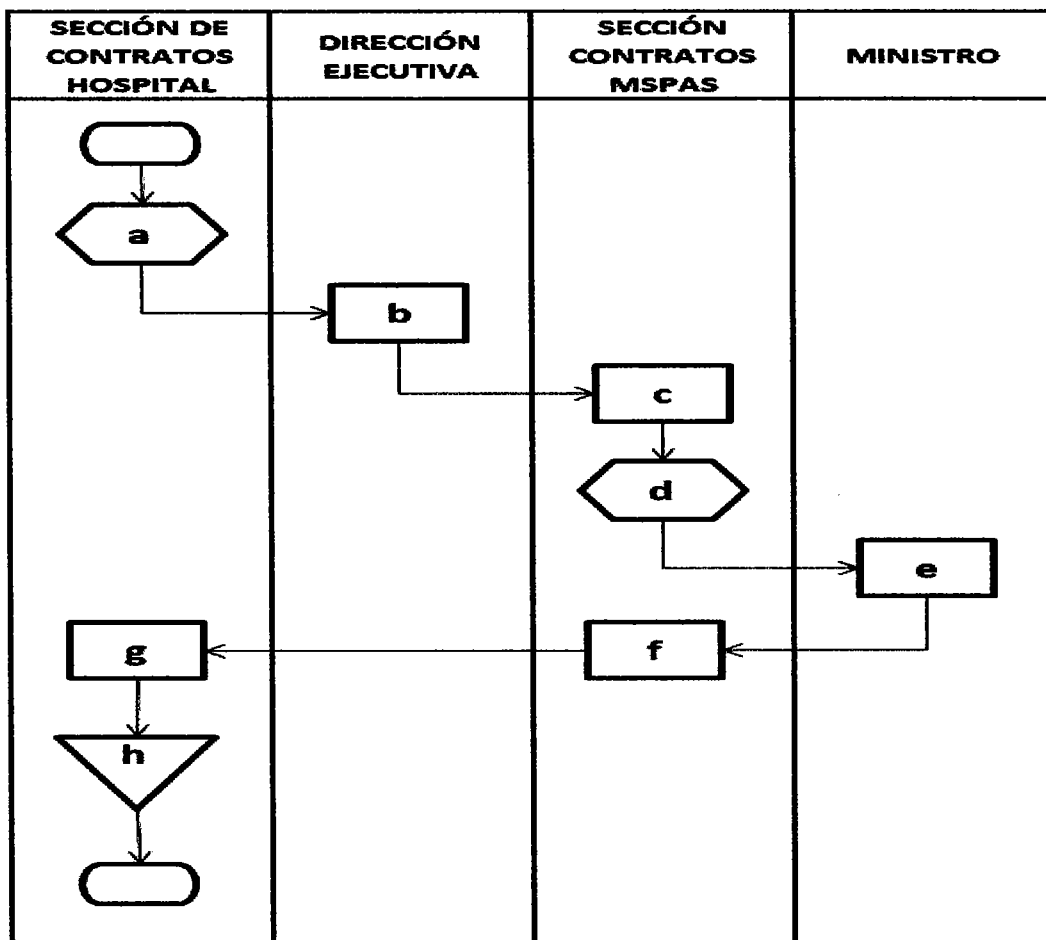 SECCIÓN DE
CONTRATOS
HOSPITAL
DIRECCIÓN
EJECUTIVA
SECCIÓN
CONTRATOS
MSPAS
MINISTRO
a
b
c
d
e
g
f
h